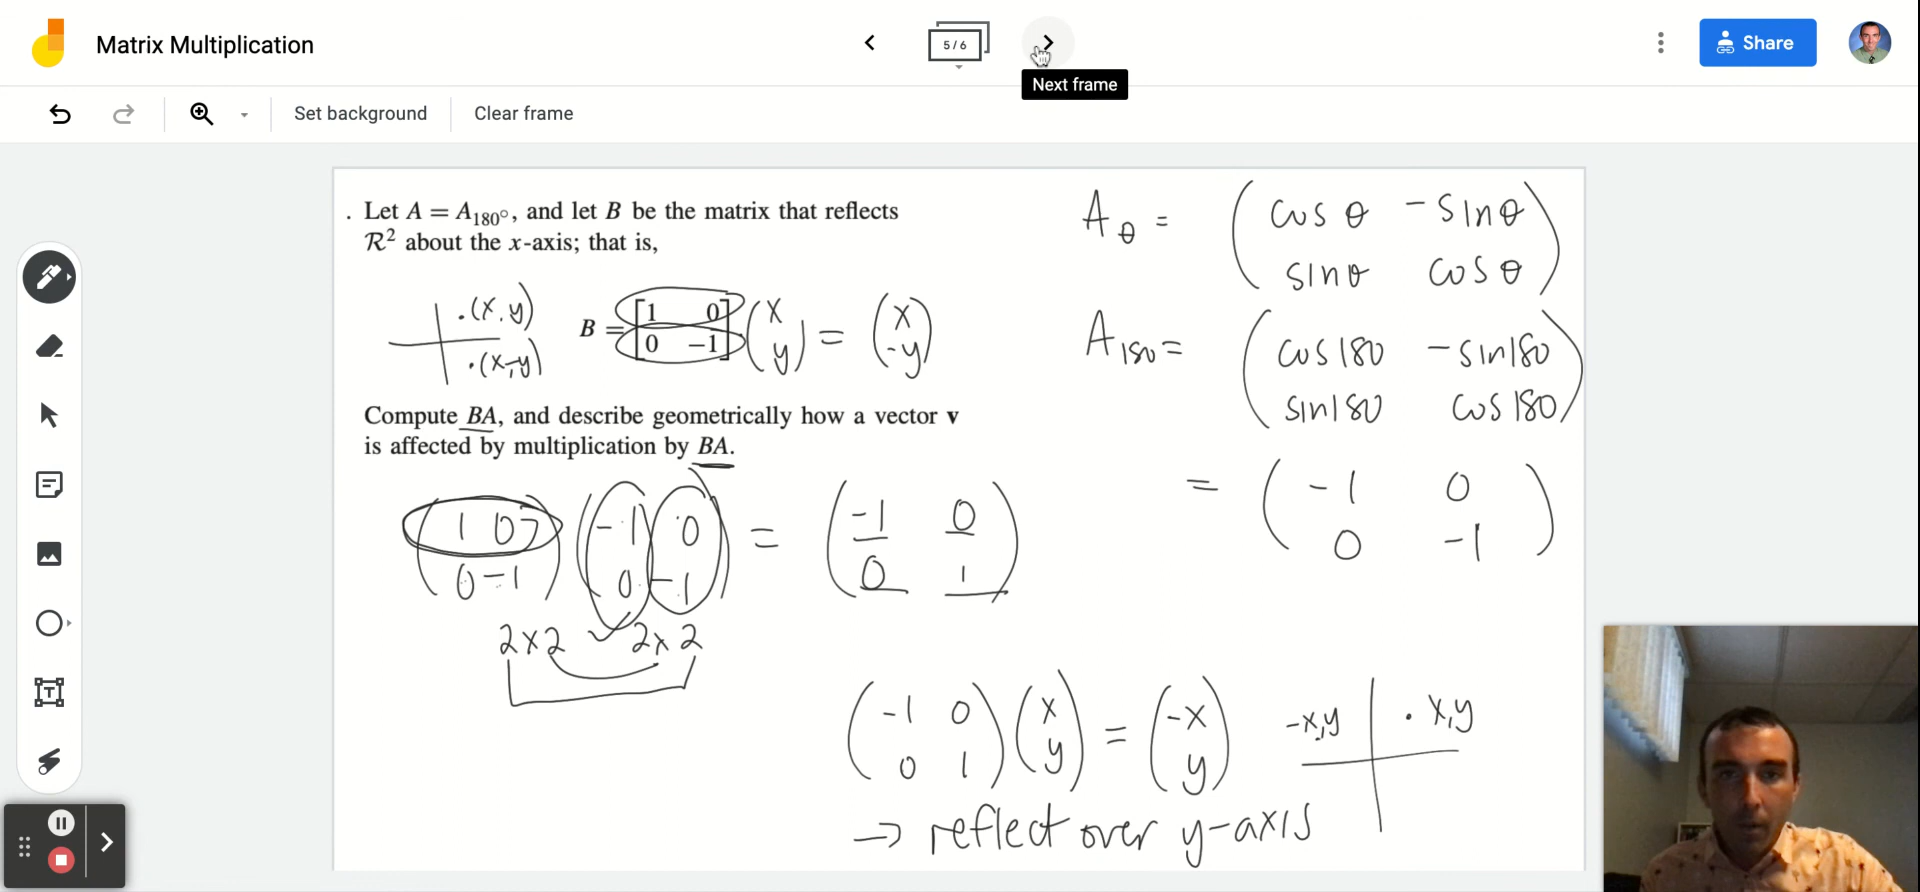 Matrix Multiplication
5 / 6
Share
Next frame
Set background
Clear frame
. Let A = A₁₈₀°, and let B be the matrix that reflects
R² about the x-axis; that is,
.(x, y)
.(x,-y)
B = [1 0] (x) = (x)
[0 −1] (y) (-y)
Compute BA, and describe geometrically how a vector v
is affected by multiplication by BA.
(1 0) (-1 0) = (-1 0)
(0 -1) (0 -1) (0 1)
2x2 ✓ 2x2
Aθ = (cos θ - sin θ)
(sin θ cos θ)
A180 = (cos 180 - sin 180)
(sin 180 cos 180)
= (-1 0)
(0 -1)
(-1 0) (x) = (-x)
(0 1) (y) (y)
-x,y . x,y
→ reflect over y-axis